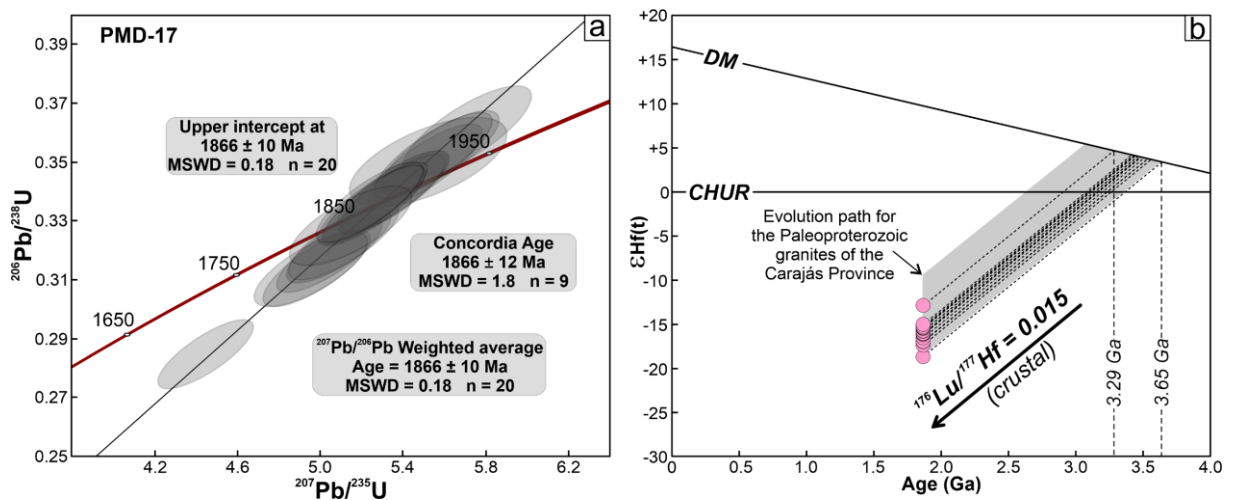 PMD-17
a
0.39
0.37
0.35
0.33
0.31
0.29
0.27
0.25
²⁰⁶Pb/²³⁸U
Upper intercept at
1866 ± 10 Ma
MSWD = 0.18 n = 20
1950
1850
1750
1650
Concordia Age
1866 ± 12 Ma
MSWD = 1.8 n = 9
²⁰⁷Pb/²⁰⁶Pb Weighted average
Age = 1866 ± 10 Ma
MSWD = 0.18 n = 20
4.2 4.6 5.0 5.4 5.8 6.2
²⁰⁷Pb/²³⁵U
b
+20
+15
+10
+5
0
-5
-10
-15
-20
-25
-30
εHf(t)
DM
CHUR
Evolution path for
the Paleoproterozoic
granites of the
Carajás Province
¹⁷⁶Lu/¹⁷⁷Hf = 0.015
(crustal)
3.29 Ga
3.65 Ga
0 0.5 1.0 1.5 2.0 2.5 3.0 3.5 4.0
Age (Ga)